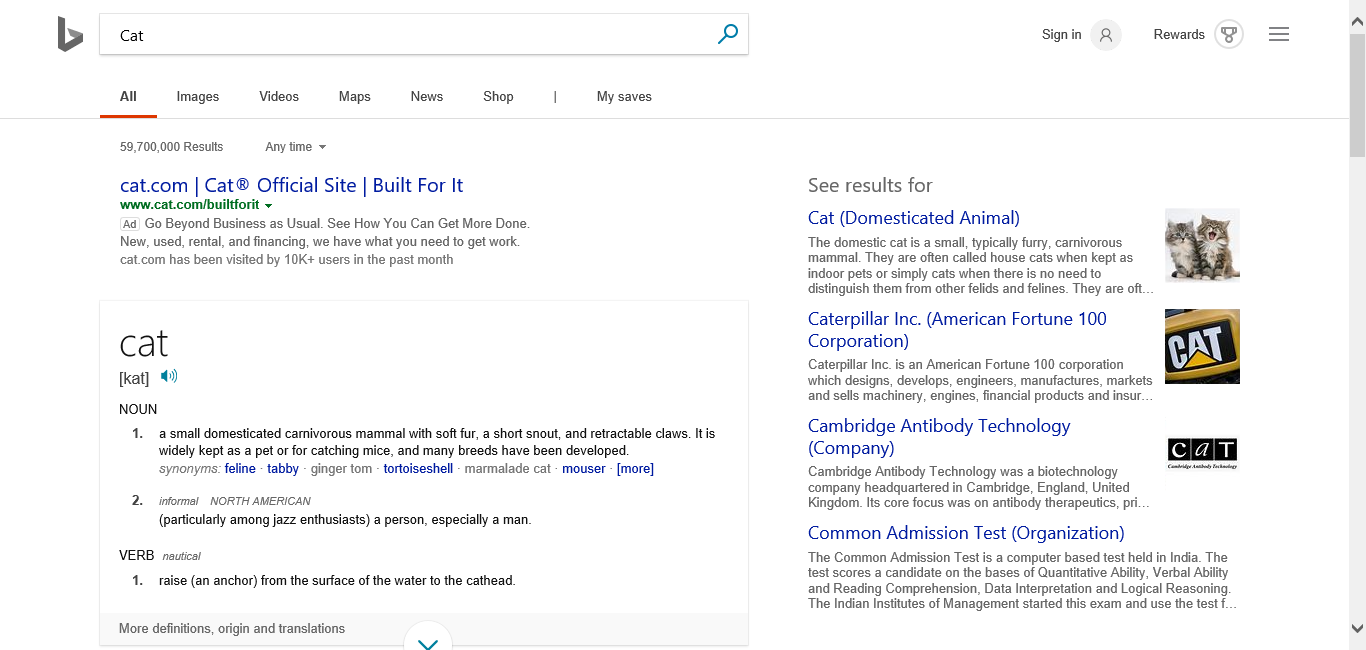 Cat
Sign in
Rewards
All Images Videos Maps News Shop | My saves
59,700,000 Results Any time
cat.com | Cat® Official Site | Built For It
www.cat.com/builtforit
Ad Go Beyond Business as Usual. See How You Can Get More Done.
New, used, rental, and financing, we have what you need to get work.
cat.com has been visited by 10K+ users in the past month
cat
[kat]
NOUN
1. a small domesticated carnivorous mammal with soft fur, a short snout, and retractable claws. It is
widely kept as a pet or for catching mice, and many breeds have been developed.
synonyms: feline · tabby · ginger tom · tortoiseshell · marmalade cat · mouser · [more]
2. informal NORTH AMERICAN
(particularly among jazz enthusiasts) a person, especially a man.
VERB nautical
1. raise (an anchor) from the surface of the water to the cathead.
More definitions, origin and translations
See results for
Cat (Domesticated Animal)
The domestic cat is a small, typically furry, carnivorous
mammal. They are often called house cats when kept as
indoor pets or simply cats when there is no need to
distinguish them from other felids and felines. They are oft...
Caterpillar Inc. (American Fortune 100
Corporation)
Caterpillar Inc. is an American Fortune 100 corporation
which designs, develops, engineers, manufactures, markets
and sells machinery, engines, financial products and insur...
CAT
Cambridge Antibody Technology
(Company)
Cambridge Antibody Technology was a biotechnology
company headquartered in Cambridge, England, United
Kingdom. Its core focus was on antibody therapeutics, pri...
CaT
Cambridge Antibody Technology
Common Admission Test (Organization)
The Common Admission Test is a computer based test held in India. The
test scores a candidate on the bases of Quantitative Ability, Verbal Ability
and Reading Comprehension, Data Interpretation and Logical Reasoning.
The Indian Institutes of Management started this exam and use the test f...